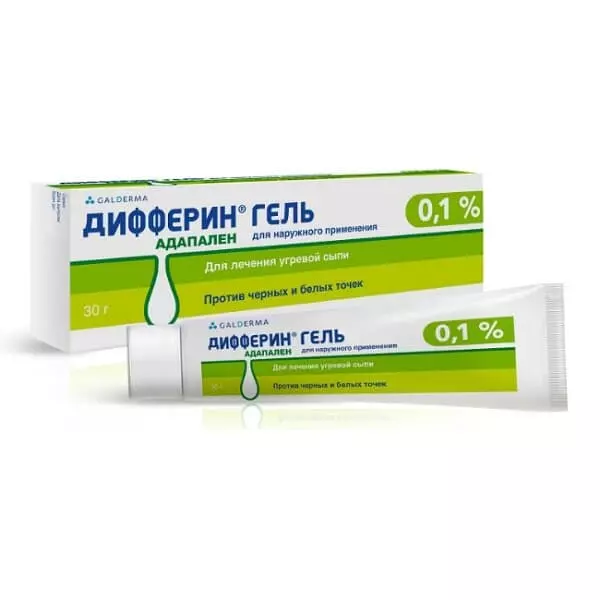 GALDERMA
ДИФФЕРИН® ГЕЛЬ
АДАПАЛЕН
для наружного применения
0,1 %
Для лечения угревой сыпи
Против черных и белых точек
30 г
GALDERMA
ДИФФЕРИН® ГЕЛЬ
АДАПАЛЕН
для наружного применения
0,1 %
Для лечения угревой сыпи
Против черных и белых точек